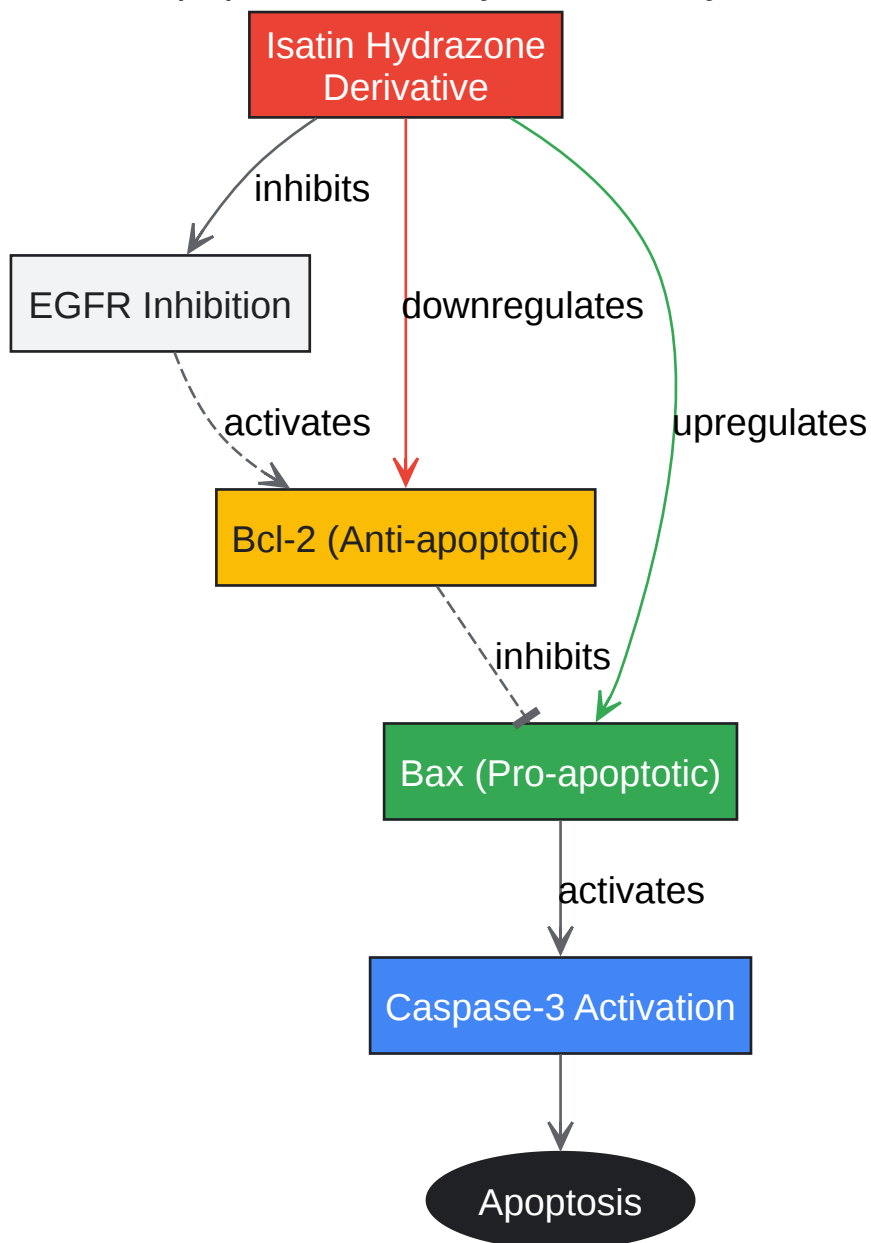 Isatin Hydrazone
Derivative
inhibits
EGFR Inhibition
downregulates
activates
upregulates
Bcl-2 (Anti-apoptotic)
inhibits
Bax (Pro-apoptotic)
activates
Caspase-3 Activation
Apoptosis